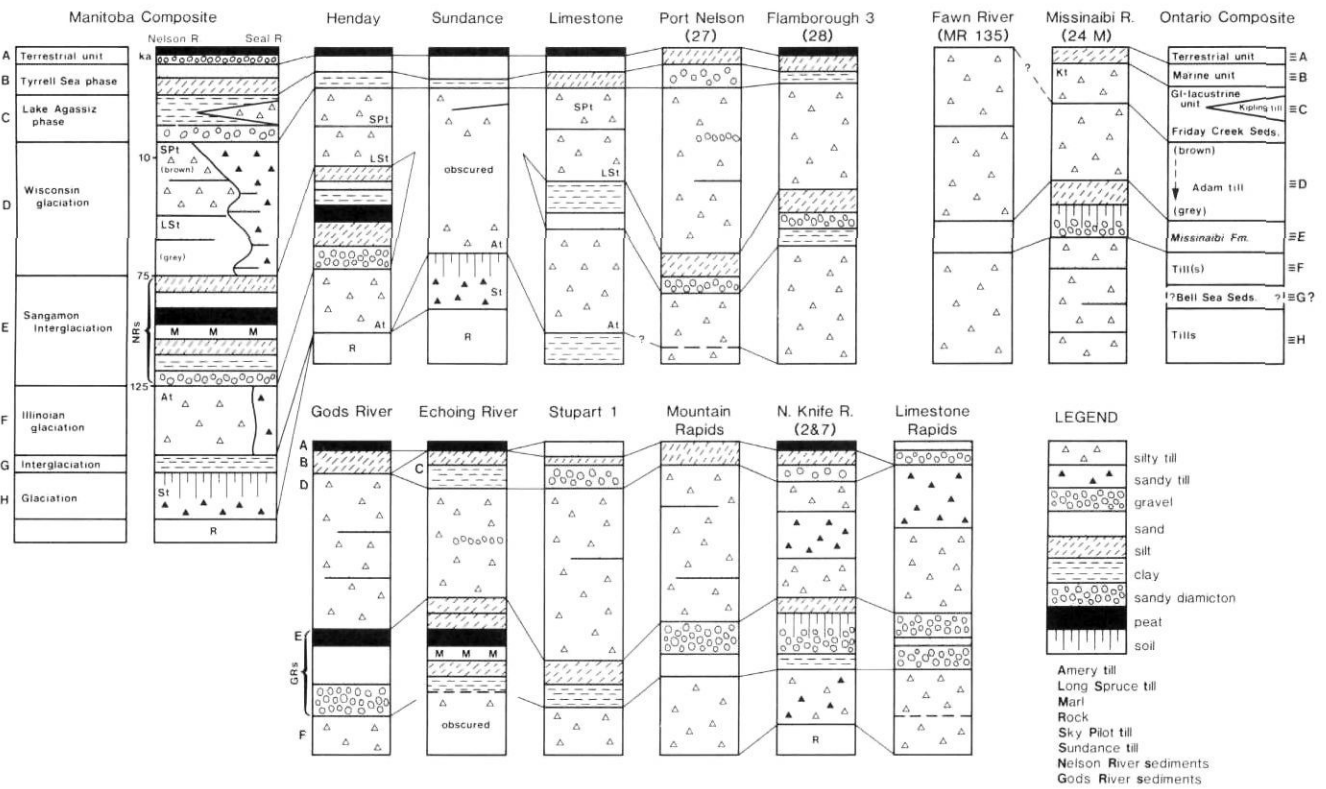 Manitoba Composite
Nelson R Seal R
ka
A Terrestrial unit
B Tyrrell Sea phase
C Lake Agassiz phase
D Wisconsin glaciation
E Sangamon Interglaciation
F Illinoian glaciation
G Interglaciation
H Glaciation
SPt
10
(brown)
LSt
(grey)
75
NRs
M M M
125
At
St
R
Henday
SPt
LSt
At
R
Sundance
obscured
At
St
R
Limestone
SPt
LSt
At
?
Port Nelson
(27)
Flamborough 3
(28)
Fawn River
(MR 135)
?
Missinaibi R.
(24 M)
Kt
Ontario Composite
Terrestrial unit ≡A
Marine unit ≡B
Gl-lacustrine
unit Kipling till ≡C
Friday Creek Seds.
(brown)
Adam till ≡D
(grey)
Missinaibi Fm. ≡E
Till(s) ≡F
?Bell Sea Seds. ? ≡G?
Tills ≡H
Gods River
A
B
D
E
GRs
F
Echoing River
C
M M M
obscured
Stupart 1
Mountain
Rapids
N. Knife R.
(2&7)
R
Limestone
Rapids
LEGEND
silty till
sandy till
gravel
sand
silt
clay
sandy diamicton
peat
soil
Amery till
Long Spruce till
Marl
Rock
Sky Pilot till
Sundance till
Nelson River sediments
Gods River sediments